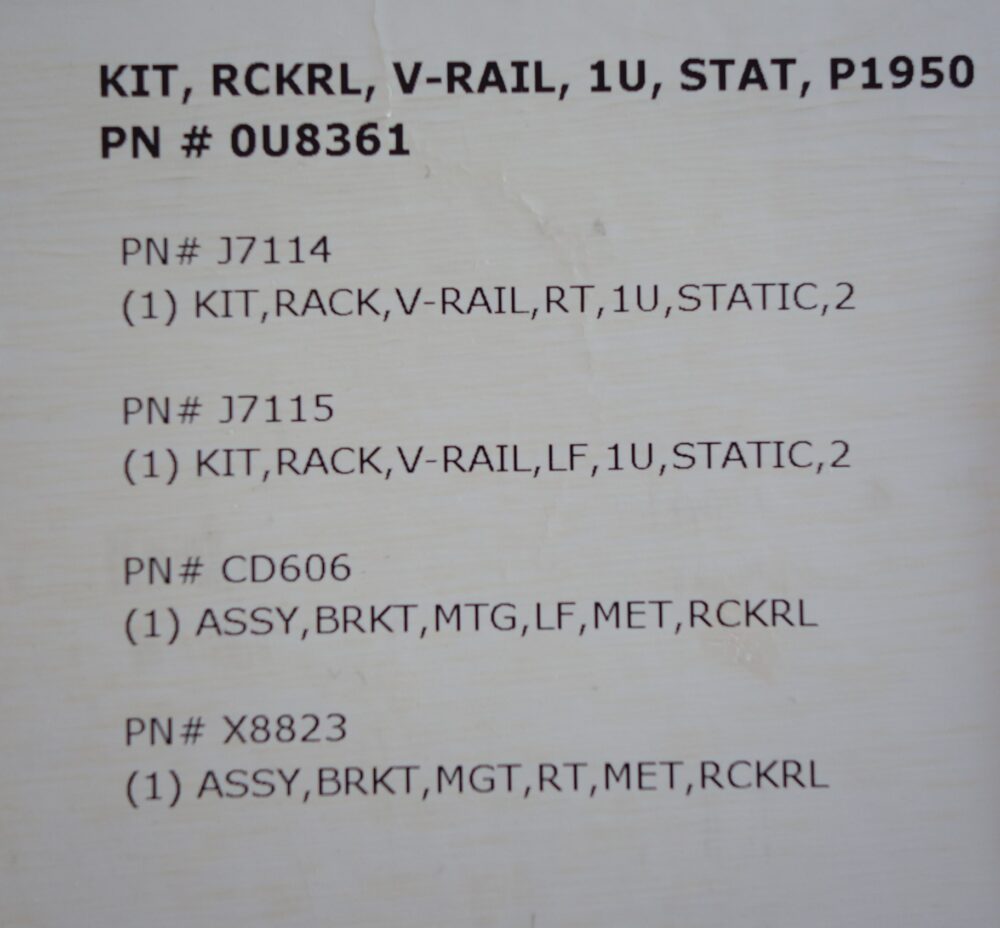 KIT, RCKRL, V-RAIL, 1U, STAT, P1950
PN # 0U8361
PN# J7114
(1) KIT,RACK,V-RAIL,RT,1U,STATIC,2
PN# J7115
(1) KIT,RACK,V-RAIL,LF,1U,STATIC,2
PN# CD606
(1) ASSY,BRKT,MTG,LF,MET,RCKRL
PN# X8823
(1) ASSY,BRKT,MGT,RT,MET,RCKRL